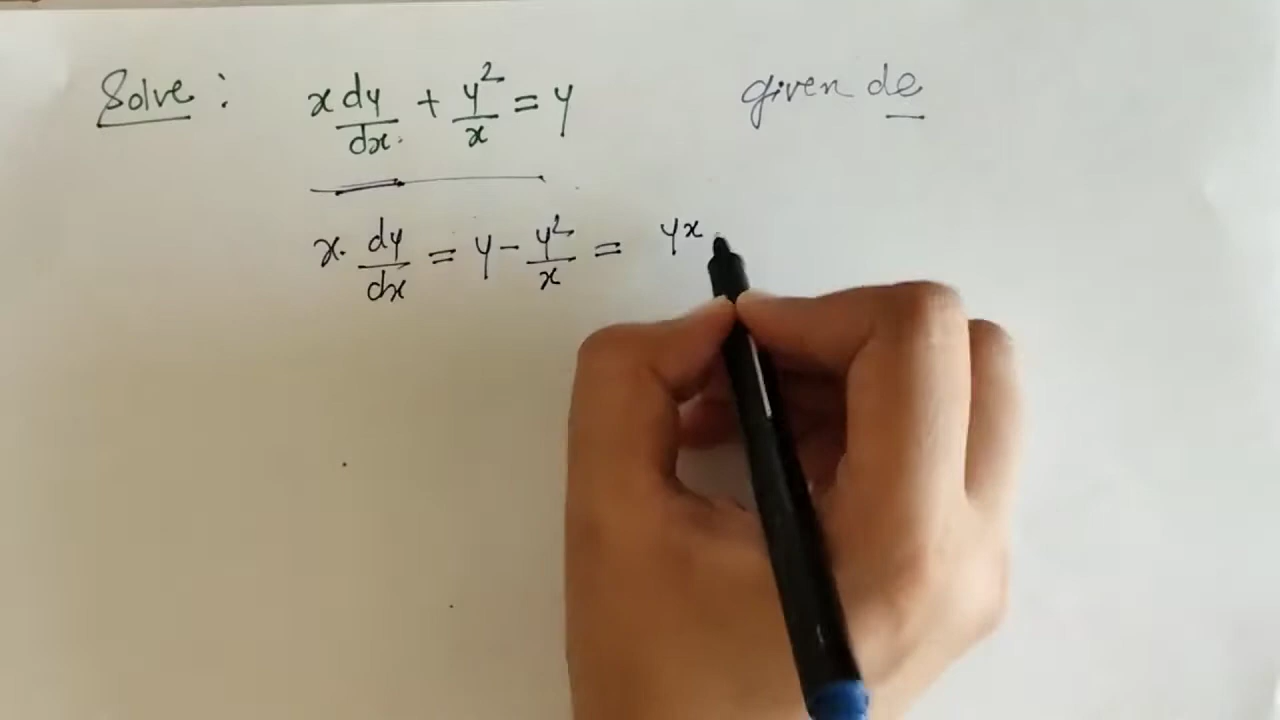 Solve : x dy/dx + y²/x = y given de
x. dy/dx = y - y²/x = yx